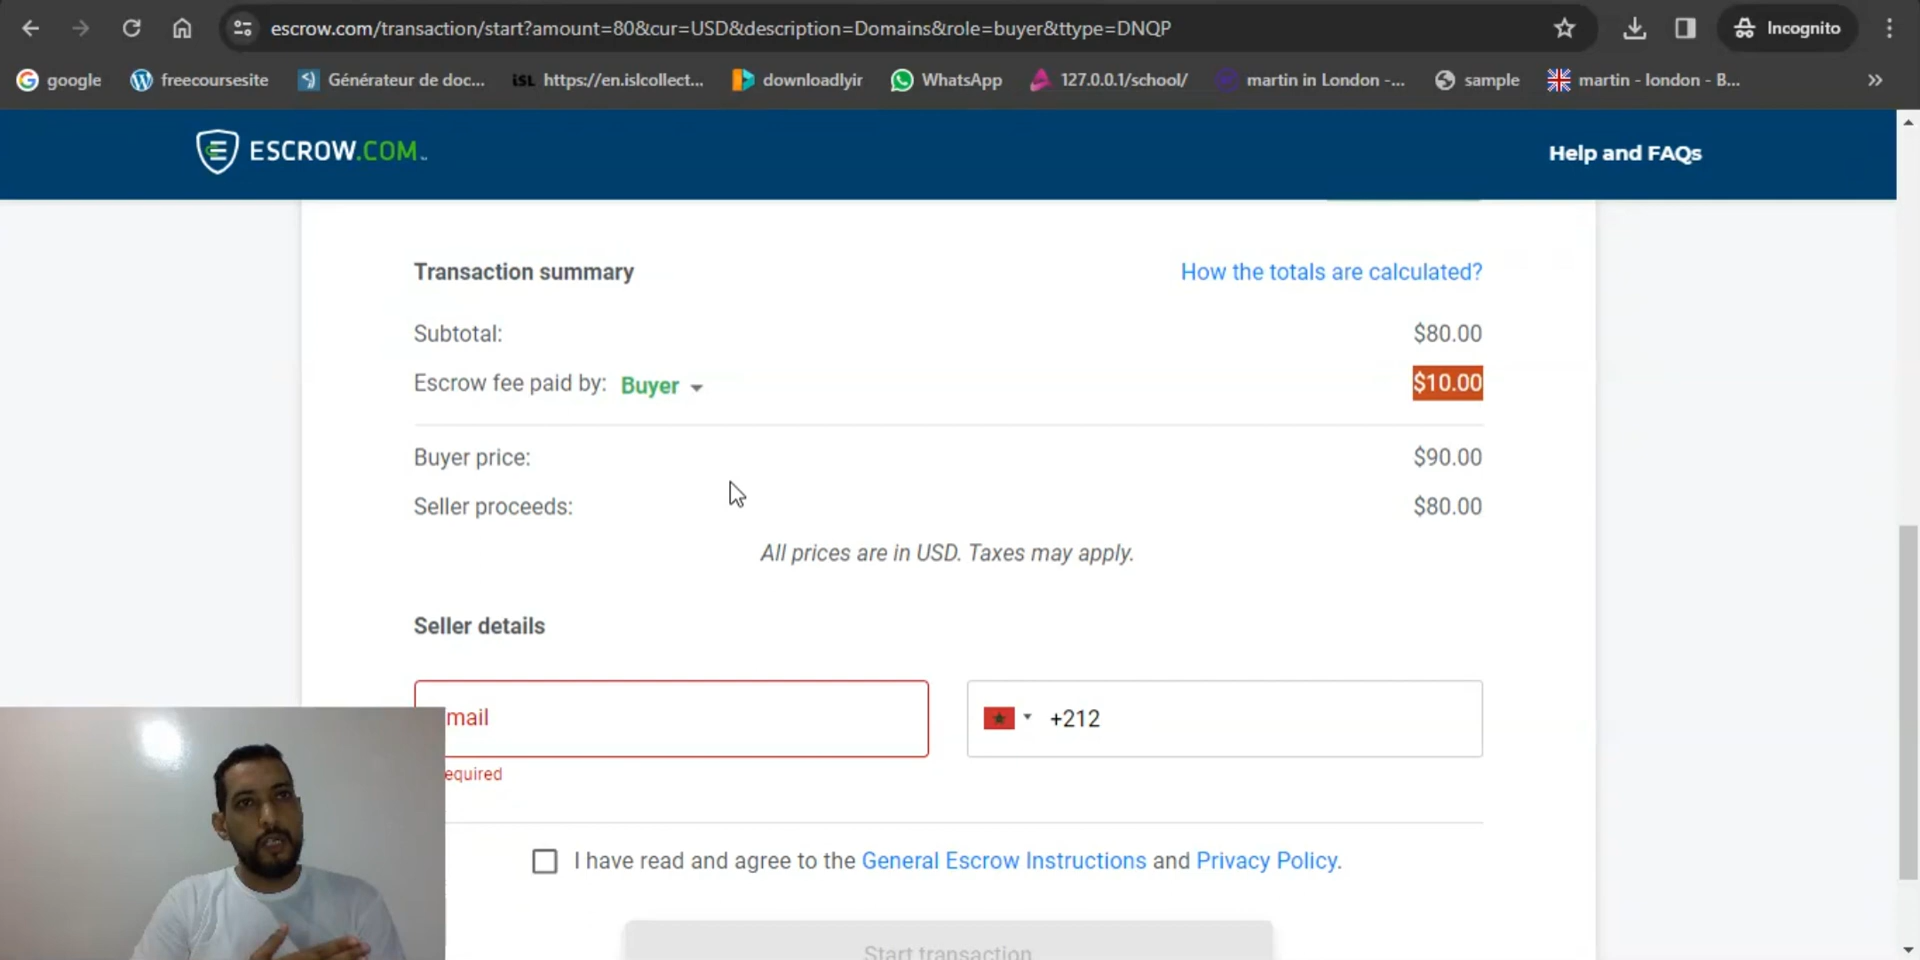 escrow.com/transaction/start?amount=80&cur=USD&description=Domains&role=buyer&ttype=DNQP
Incognito
google
freecoursesite
Générateur de doc...
ISL https://en.islcollect...
downloadlyir
WhatsApp
127.0.0.1/school/
martin in London -...
sample
martin - london - B...
»
ESCROW.COM
Help and FAQs
Transaction summary
How the totals are calculated?
Subtotal:
$80.00
Escrow fee paid by: Buyer
$10.00
Buyer price:
$90.00
Seller proceeds:
$80.00
All prices are in USD. Taxes may apply.
Seller details
mail
+212
equired
I have read and agree to the General Escrow Instructions and Privacy Policy.
Start transaction